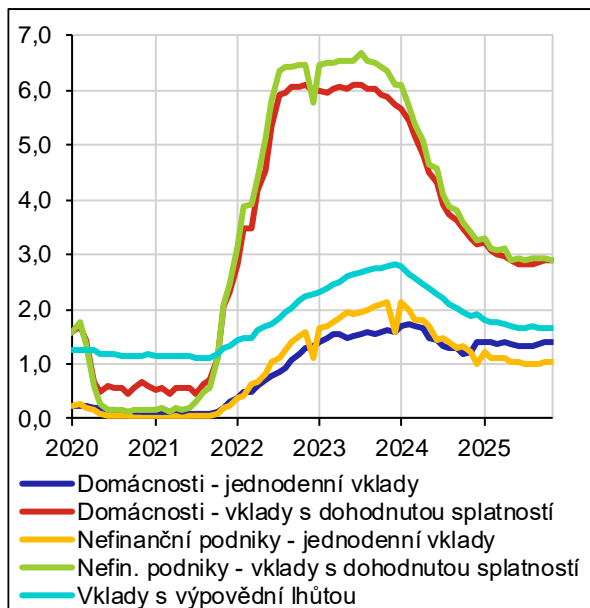 7,0
6,0
5,0
4,0
3,0
2,0
1,0
0,0
2020 2021 2022 2023 2024 2025
Domácnosti - jednodenní vklady
Domácnosti - vklady s dohodnutou splatností
Nefinanční podniky - jednodenní vklady
Nefin. podniky - vklady s dohodnutou splatností
Vklady s výpovědní lhůtou